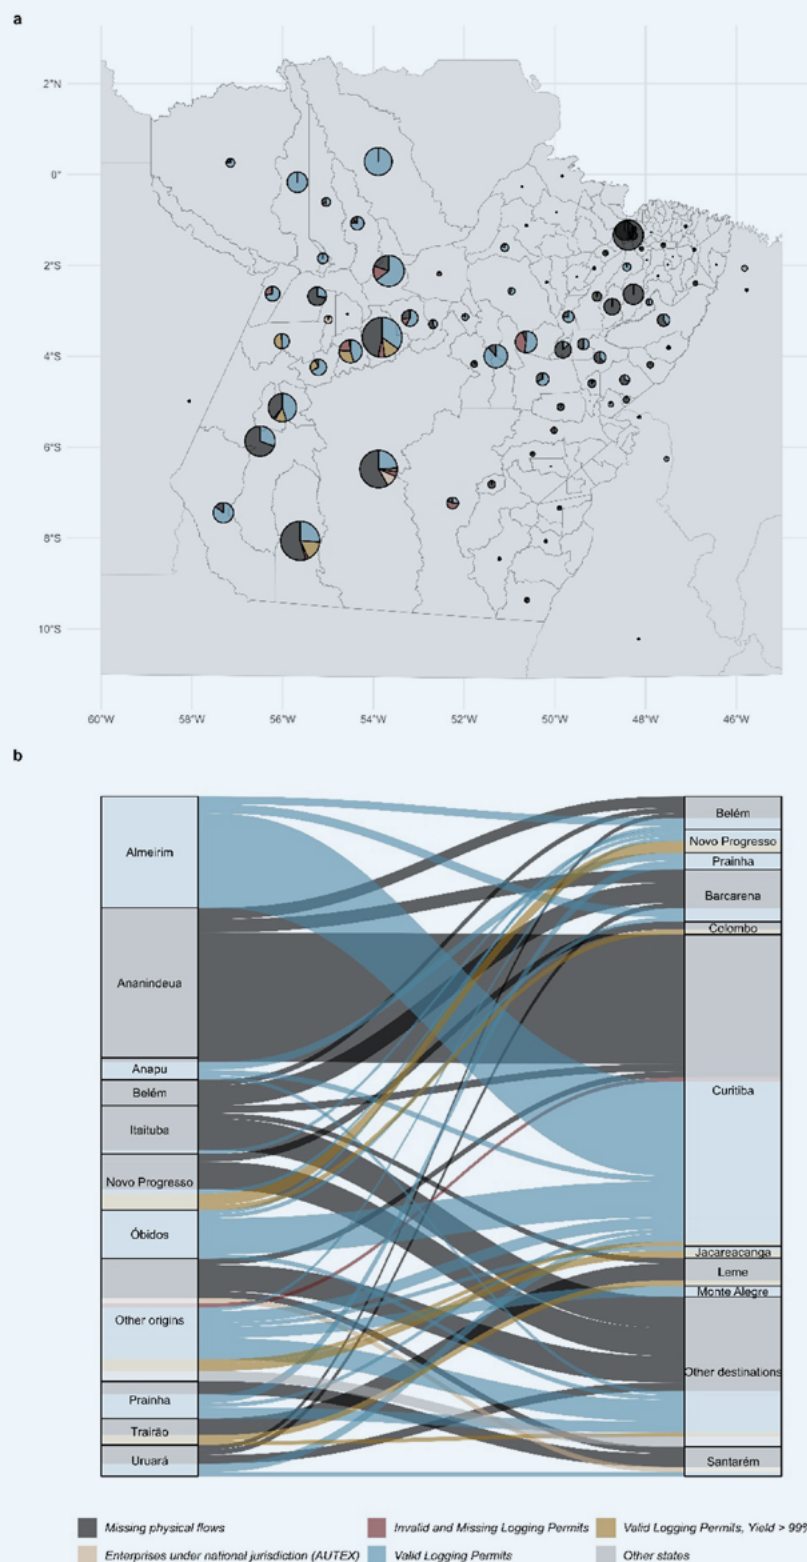 a
2°N
0°
2°S
4°S
6°S
8°S
10°S
60°W 58°W 56°W 54°W 52°W 50°W 48°W 46°W
b
Almeirim
Ananindeua
Anapu
Belém
Itaituba
Novo Progresso
Óbidos
Other origins
Prainha
Trairão
Uruará
Belém
Novo Progresso
Prainha
Barcarena
Colombo
Curitiba
Jacareacanga
Leme
Monte Alegre
Other destinations
Santarém
Missing physical flows
Invalid and Missing Logging Permits
Valid Logging Permits, Yield > 99%
Enterprises under national jurisdiction (AUTEX)
Valid Logging Permits
Other states